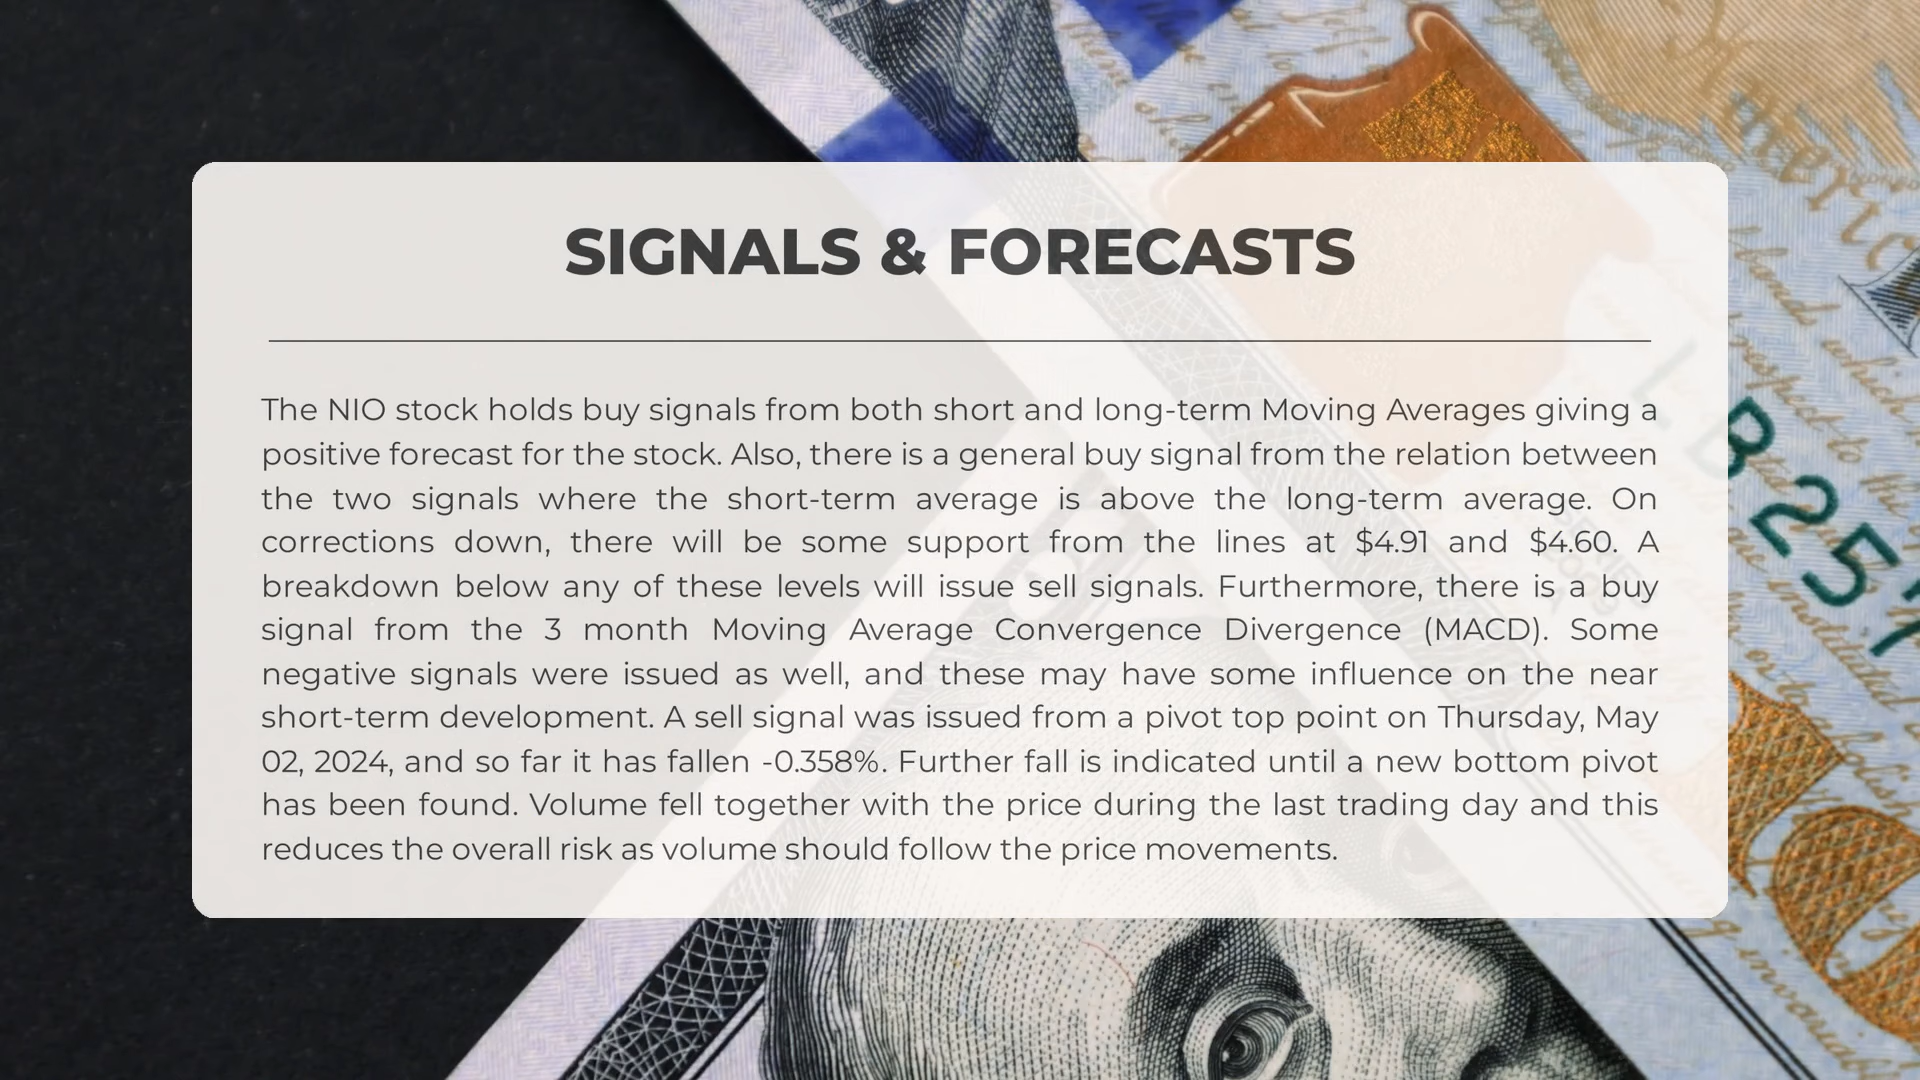 SIGNALS & FORECASTS
The NIO stock holds buy signals from both short and long-term Moving Averages giving a
positive forecast for the stock. Also, there is a general buy signal from the relation between
the two signals where the short-term average is above the long-term average. On
corrections down, there will be some support from the lines at $4.91 and $4.60. A
breakdown below any of these levels will issue sell signals. Furthermore, there is a buy
signal from the 3 month Moving Average Convergence Divergence (MACD). Some
negative signals were issued as well, and these may have some influence on the near
short-term development. A sell signal was issued from a pivot top point on Thursday, May
02, 2024, and so far it has fallen -0.358%. Further fall is indicated until a new bottom pivot
has been found. Volume fell together with the price during the last trading day and this
reduces the overall risk as volume should follow the price movements.